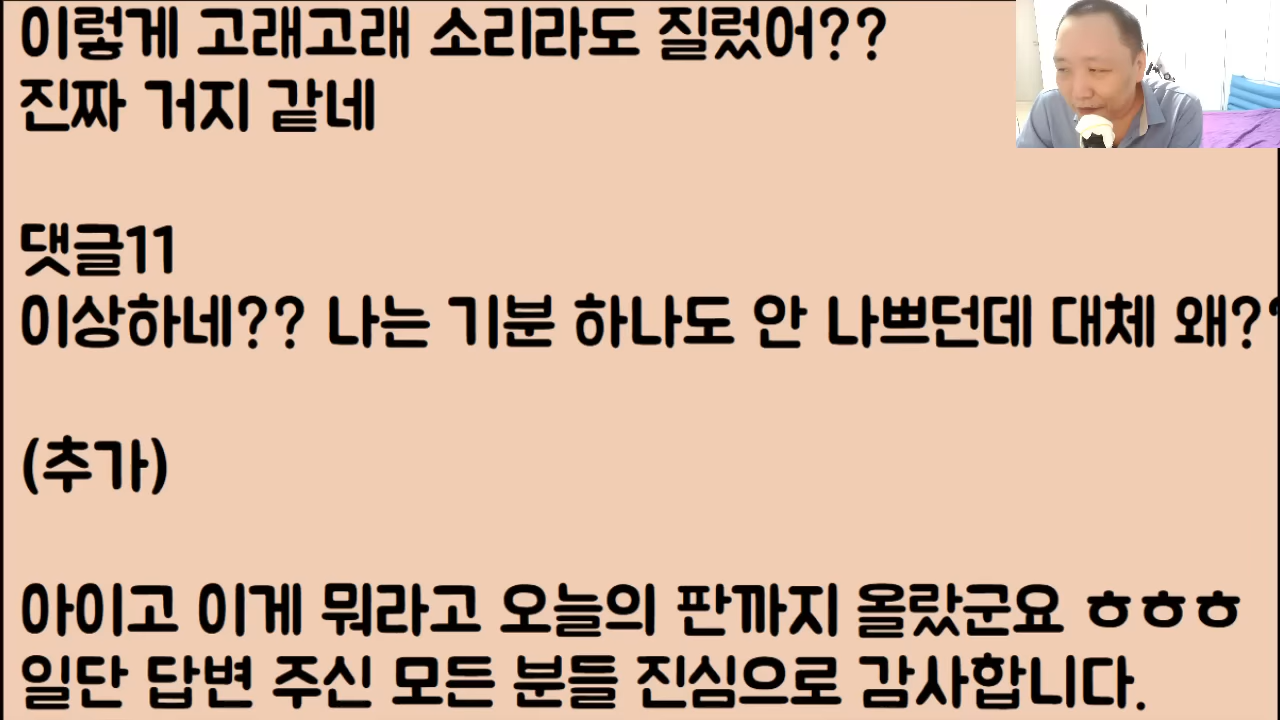 이렇게 고래고래 소리라도 질렀어??
진짜 거지 같네
댓글11
이상하네?? 나는 기분 하나도 안 나쁘던데 대체 왜??
(추가)
아이고 이게 뭐라고 오늘의 판까지 올랐군요 ㅎㅎㅎ
일단 답변 주신 모든 분들 진심으로 감사합니다.